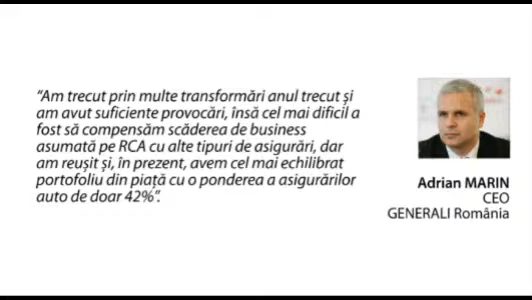 “Am trecut prin multe transformări anul trecut și
am avut suficiente provocări, însă cel mai dificil a
fost să compensăm scăderea de business
asumată pe RCA cu alte tipuri de asigurări, dar
am reușit și, în prezent, avem cel mai echilibrat
portofoliu din piață cu o ponderea a asigurărilor
auto de doar 42%”.
Adrian MARIN
CEO
GENERALI România